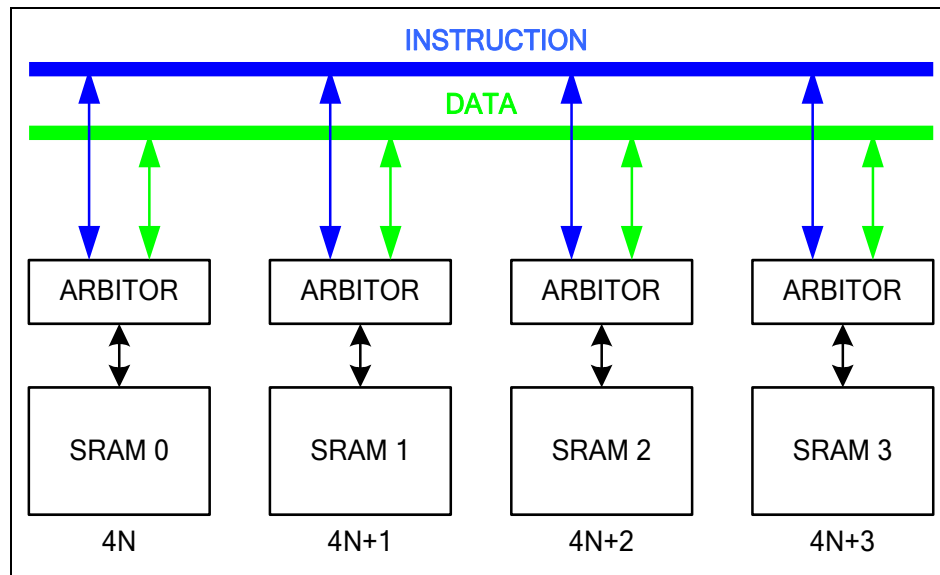 INSTRUCTION
DATA
ARBITOR ARBITOR ARBITOR ARBITOR
SRAM 0 SRAM 1 SRAM 2 SRAM 3
4N 4N+1 4N+2 4N+3